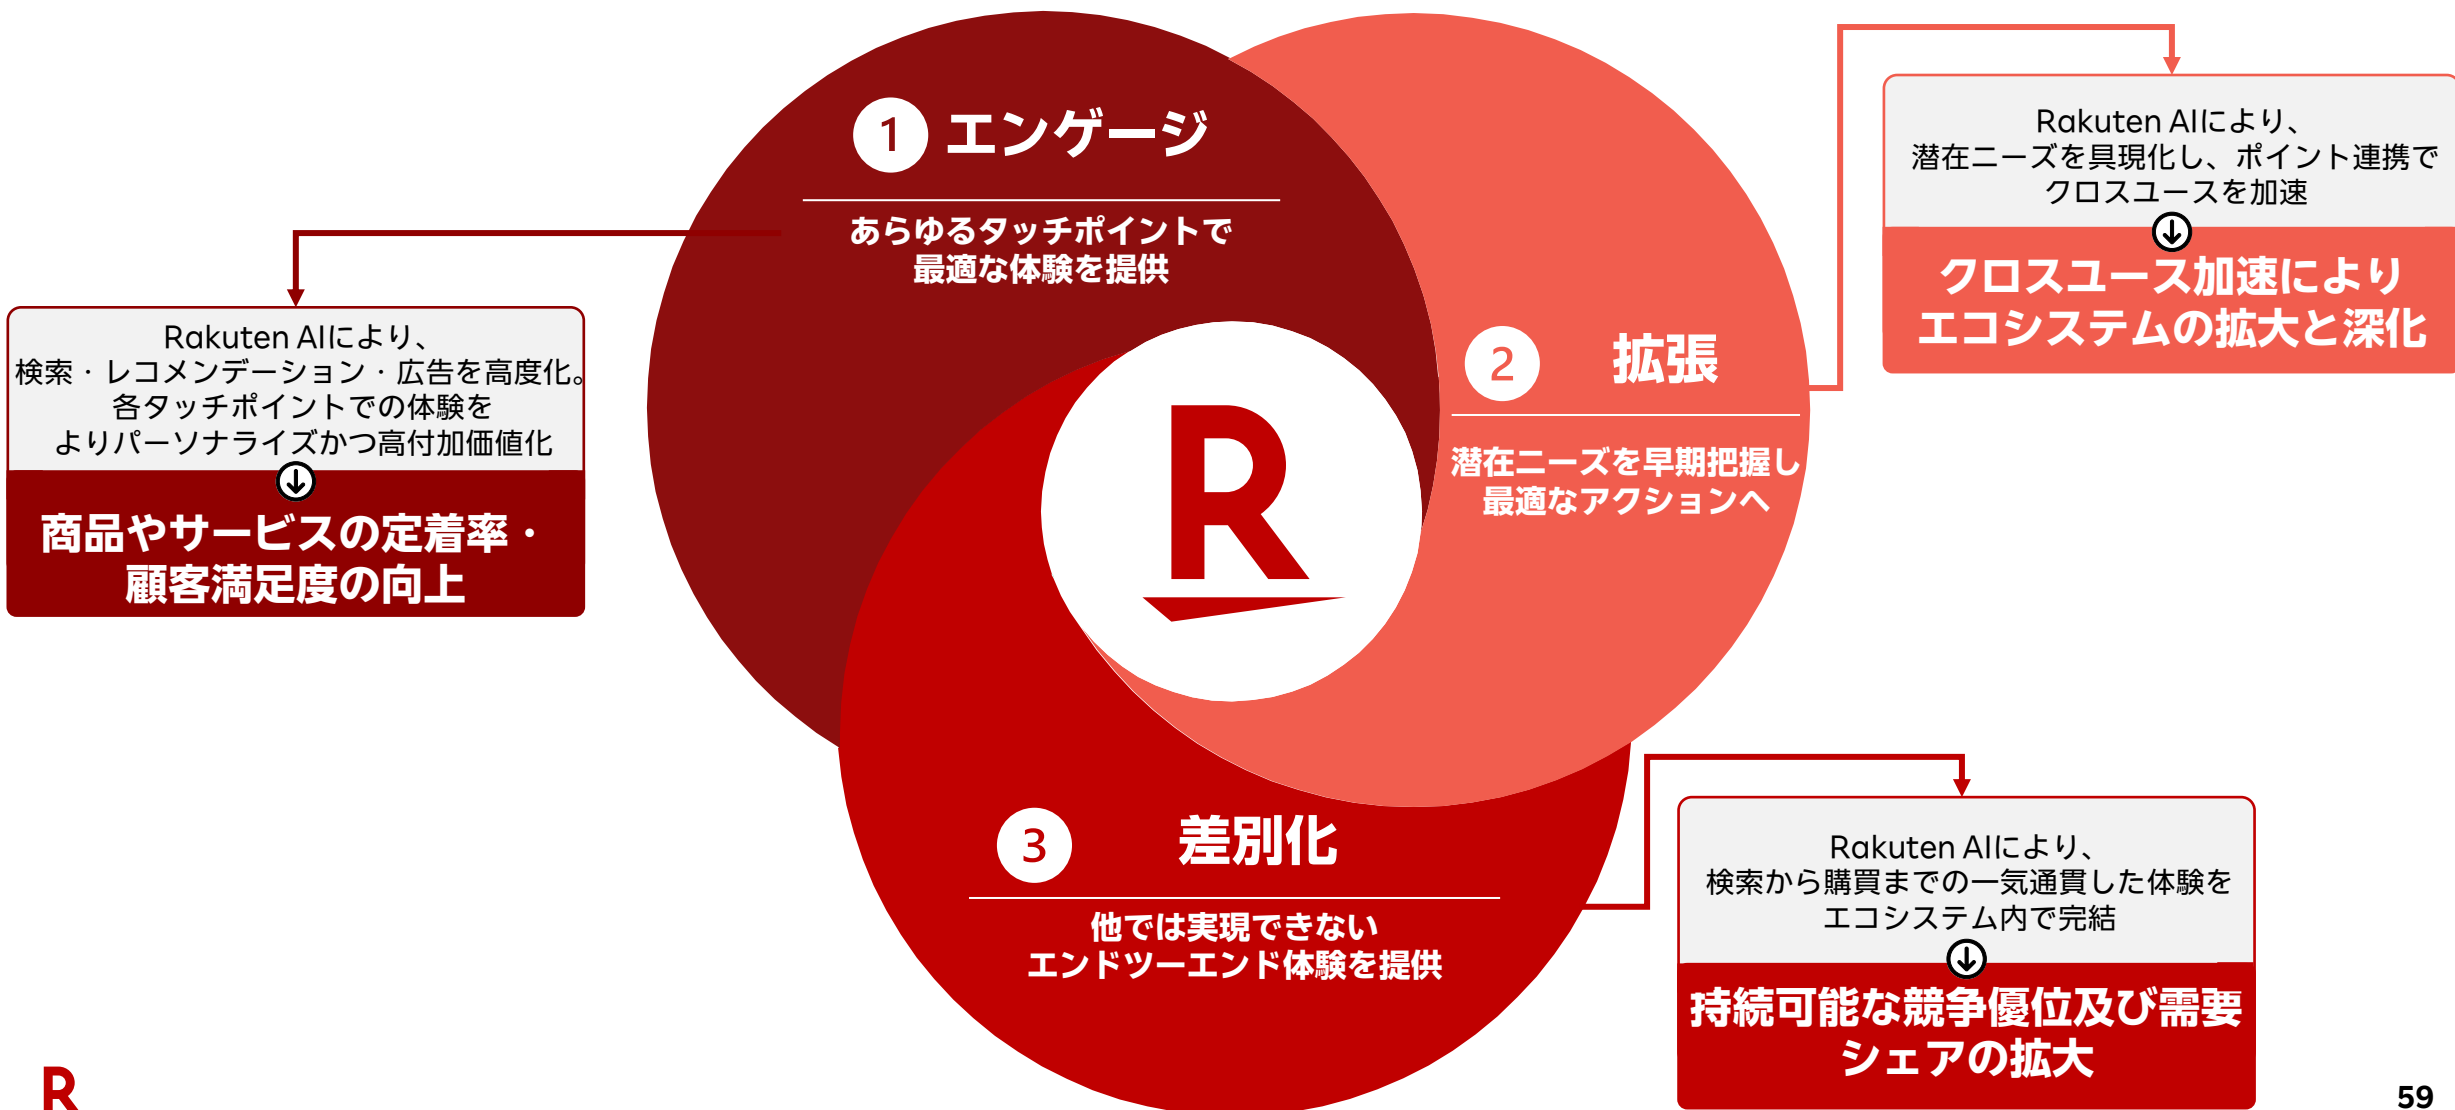 1 エンゲージ
あらゆるタッチポイントで
最適な体験を提供
Rakuten AIにより、
検索・レコメンデーション・広告を高度化。
各タッチポイントでの体験を
よりパーソナライズかつ高付加価値化
商品やサービスの定着率・
顧客満足度の向上
2 拡張
潜在ニーズを早期把握し
最適なアクションへ
Rakuten AIにより、
潜在ニーズを具現化し、ポイント連携で
クロスユースを加速
クロスユース加速により
エコシステムの拡大と深化
R
3 差別化
他では実現できない
エンドツーエンド体験を提供
Rakuten AIにより、
検索から購買までの一気通貫した体験を
エコシステム内で完結
持続可能な競争優位及び需要
シェアの拡大
R
59